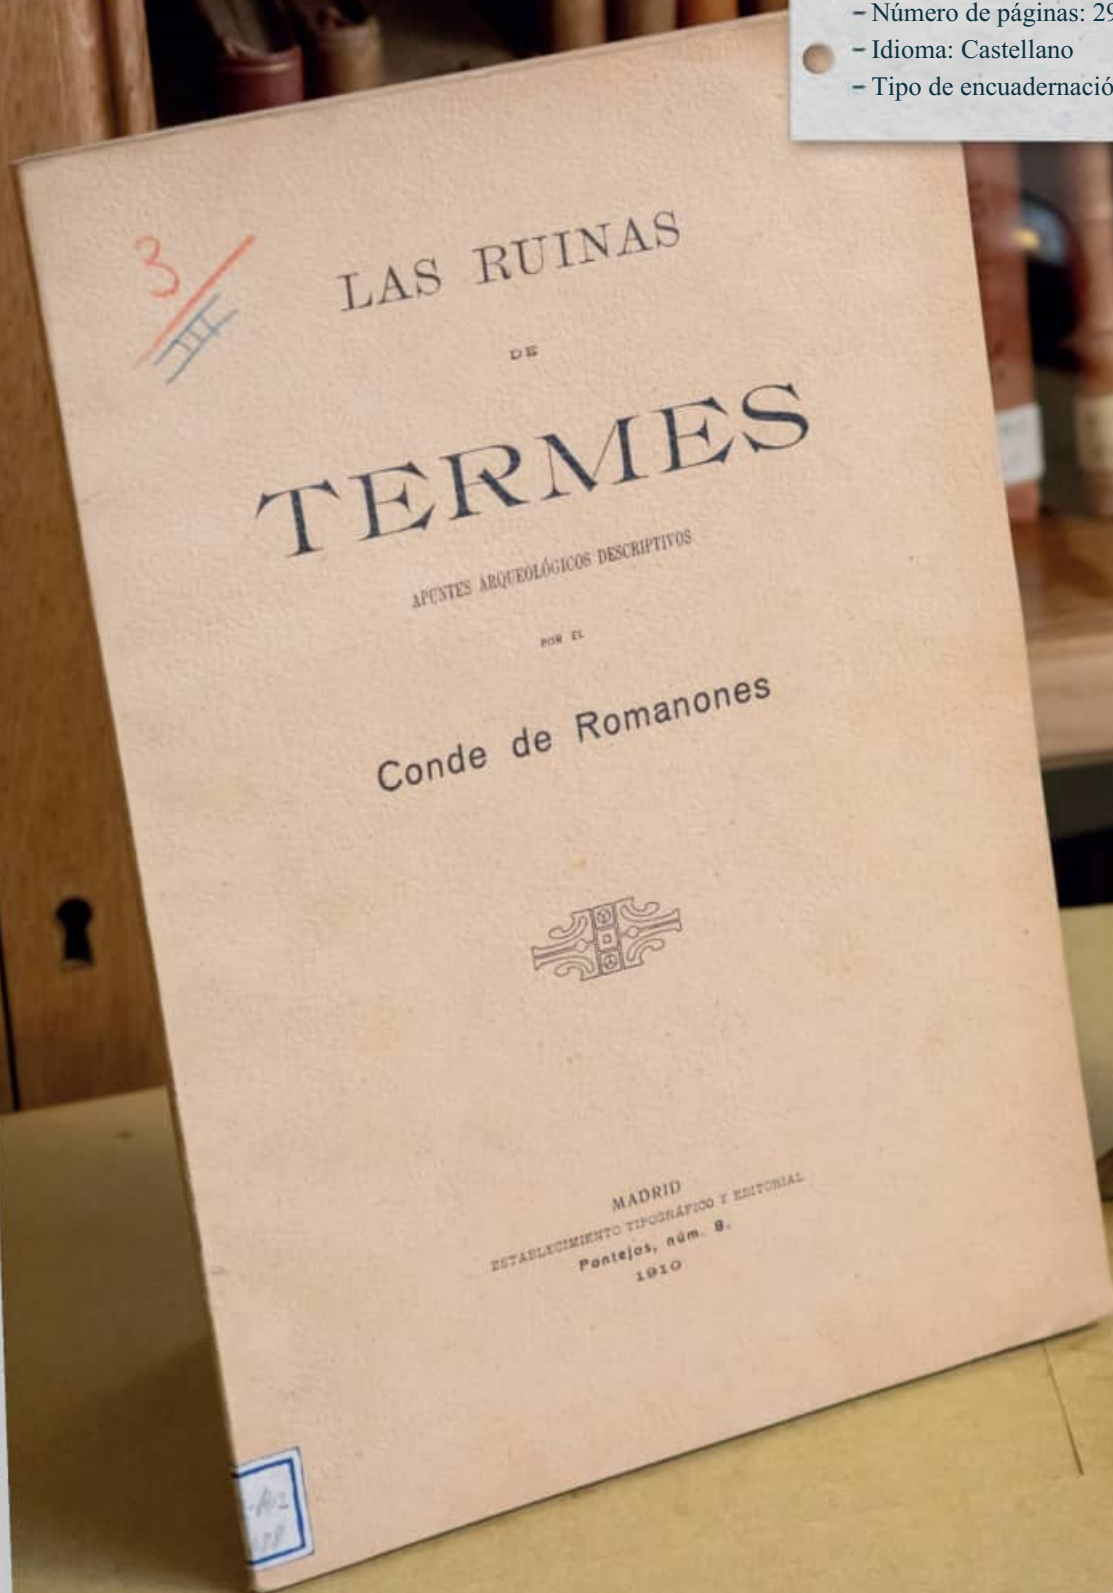 – Número de páginas: 29
– Idioma: Castellano
– Tipo de encuadernació
3
III
LAS RUINAS
DE
TERMES
APUNTES ARQUEOLÓGICOS DESCRIPTIVOS
POR EL
Conde de Romanones
MADRID
ESTABLECIMIENTO TIPOGRÁFICO Y EDITORIAL
Pontejos, núm. 8.
1910